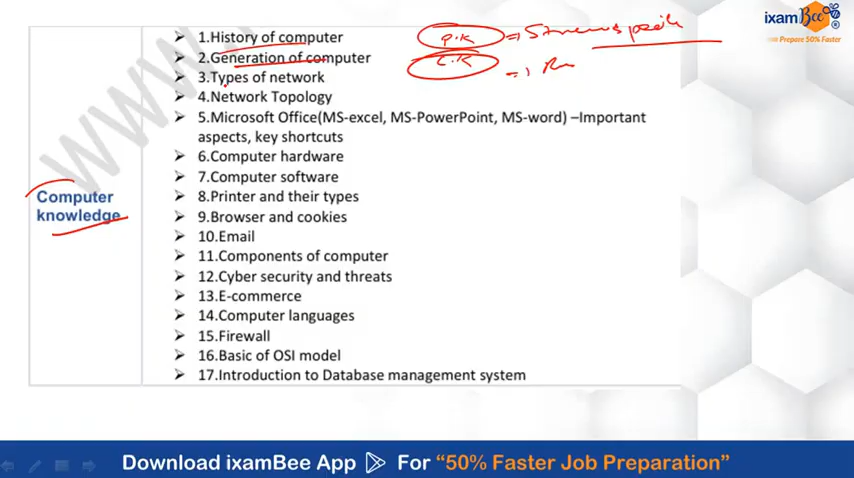 ixamBee
Prepare 50% Faster
WWW
P.K =
C.K =
Computer
knowledge
➤ 1.History of computer
➤ 2.Generation of computer
➤ 3.Types of network
➤ 4.Network Topology
➤ 5.Microsoft Office(MS-excel, MS-PowerPoint, MS-word) –Important
aspects, key shortcuts
➤ 6.Computer hardware
➤ 7.Computer software
➤ 8.Printer and their types
➤ 9.Browser and cookies
➤ 10.Email
➤ 11.Components of computer
➤ 12.Cyber security and threats
➤ 13.E-commerce
➤ 14.Computer languages
➤ 15.Firewall
➤ 16.Basic of OSI model
➤ 17.Introduction to Database management system
Download ixamBee App For “50% Faster Job Preparation”